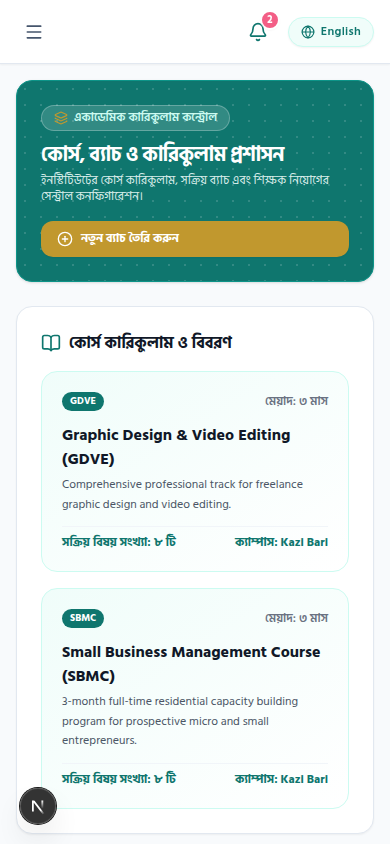 2
English
একাডেমিক কারিকুলাম কন্ট্রোল
কোর্স, ব্যাচ ও কারিকুলাম প্রশাসন
ইনস্টিটিউটের কোর্স কারিকুলাম, সক্রিয় ব্যাচ এবং শিক্ষক নিয়োগের
সেন্ট্রাল কনফিগারেশন।
নতুন ব্যাচ তৈরি করুন
কোর্স কারিকুলাম ও বিবরণ
GDVE মেয়াদ: ৩ মাস
Graphic Design & Video Editing
(GDVE)
Comprehensive professional track for freelance
graphic design and video editing.
সক্রিয় বিষয় সংখ্যা: ৮ টি ক্যাম্পাস: Kazi Bari
SBMC মেয়াদ: ৩ মাস
Small Business Management Course
(SBMC)
3-month full-time residential capacity building
program for prospective micro and small
entrepreneurs.
সক্রিয় বিষয় সংখ্যা: ৮ টি ক্যাম্পাস: Kazi Bari
N